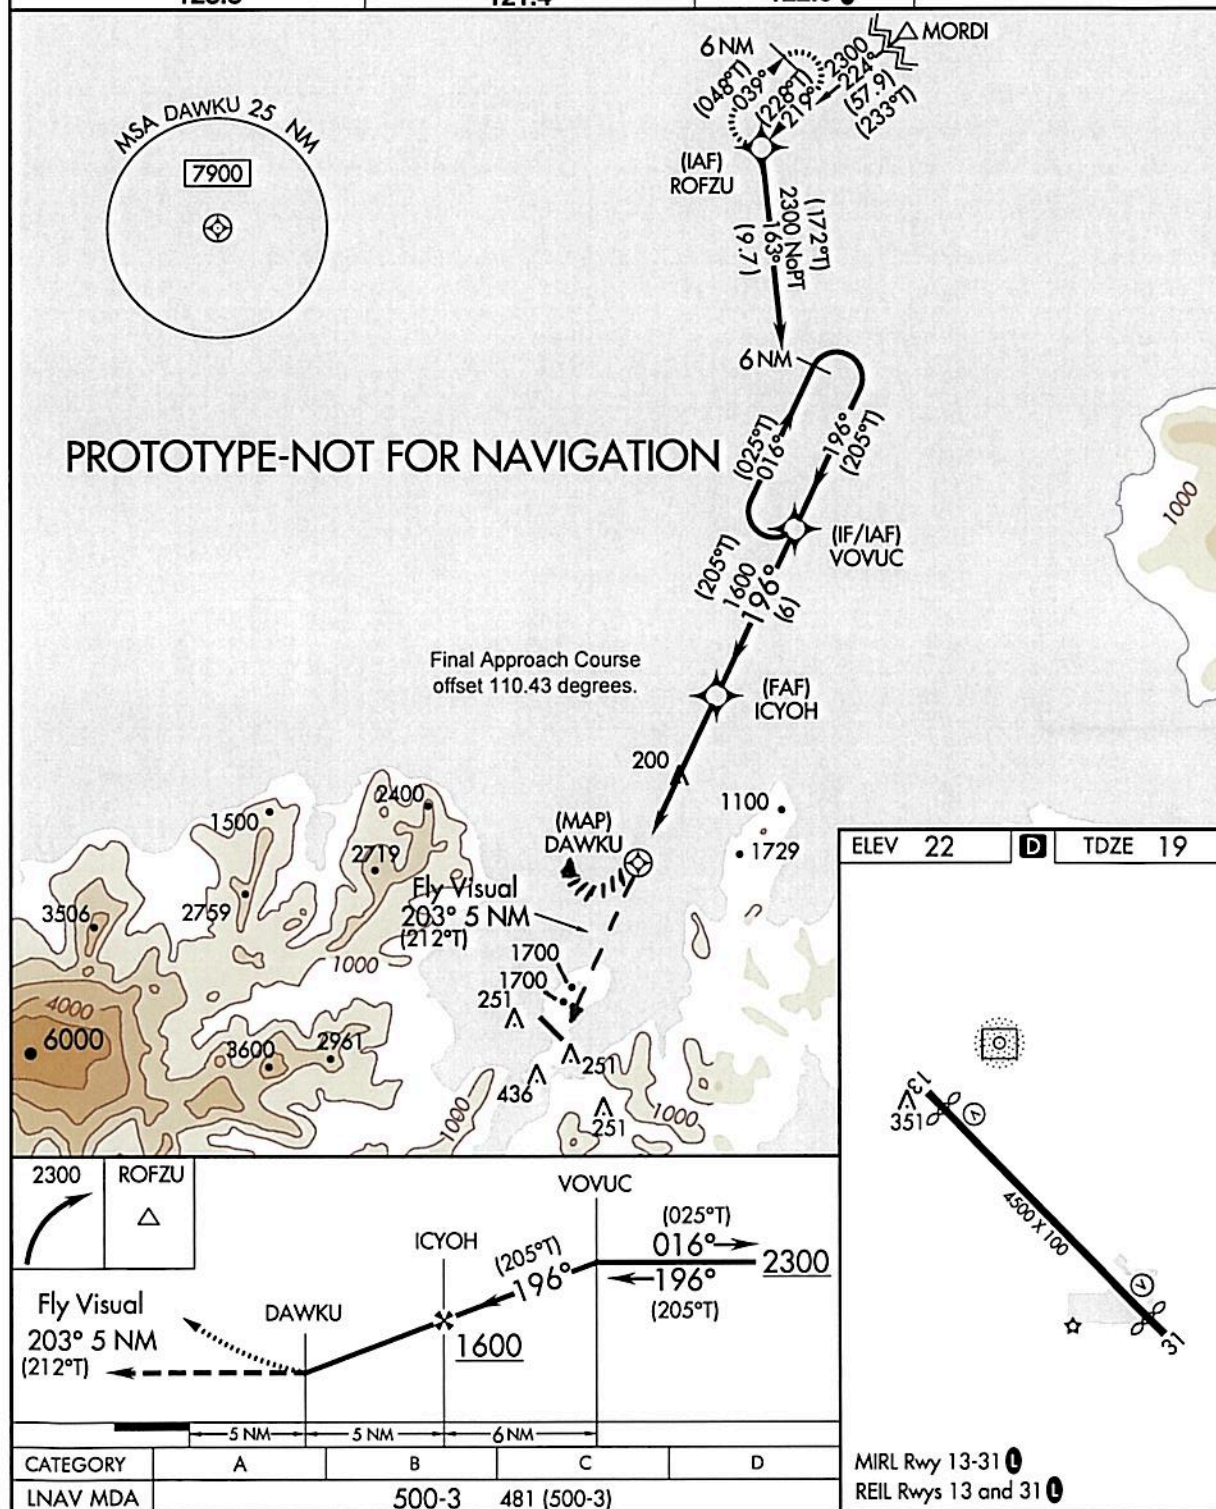 MORDI
6 NM
2300
224°
(57.9)
(233°T)
(048°T)
039°
(228°T)
219°
(IAF)
ROFZU
(172°T)
2300 NoPT
163°
(9.7)
MSA DAWKU 25 NM
7900
6 NM
(025°T)
016°
196°
(205°T)
PROTOTYPE-NOT FOR NAVIGATION
1000
(IF/IAF)
VOVUC
(205°T)
1600
196°
(6)
Final Approach Course
offset 110.43 degrees.
(FAF)
ICYOH
200
(MAP)
DAWKU
1100
1729
1500
2400
2719
2759
3506
Fly Visual
203° 5 NM
(212°T)
1000
1700
1700
251
4000
6000
3600
2961
251
436
251
1000
1000
ELEV 22 D TDZE 19
13
351
4500 X 100
V
V
31
MIRL Rwy 13-31 L
REIL Rwys 13 and 31 L
2300 ROFZU
VOVUC
ICYOH
(205°T)
196°
(025°T)
016°
196°
(205°T)
2300
Fly Visual
203° 5 NM
(212°T)
DAWKU
1600
5 NM 5 NM 6 NM
CATEGORY A B C D
LNAV MDA 500-3 481 (500-3)